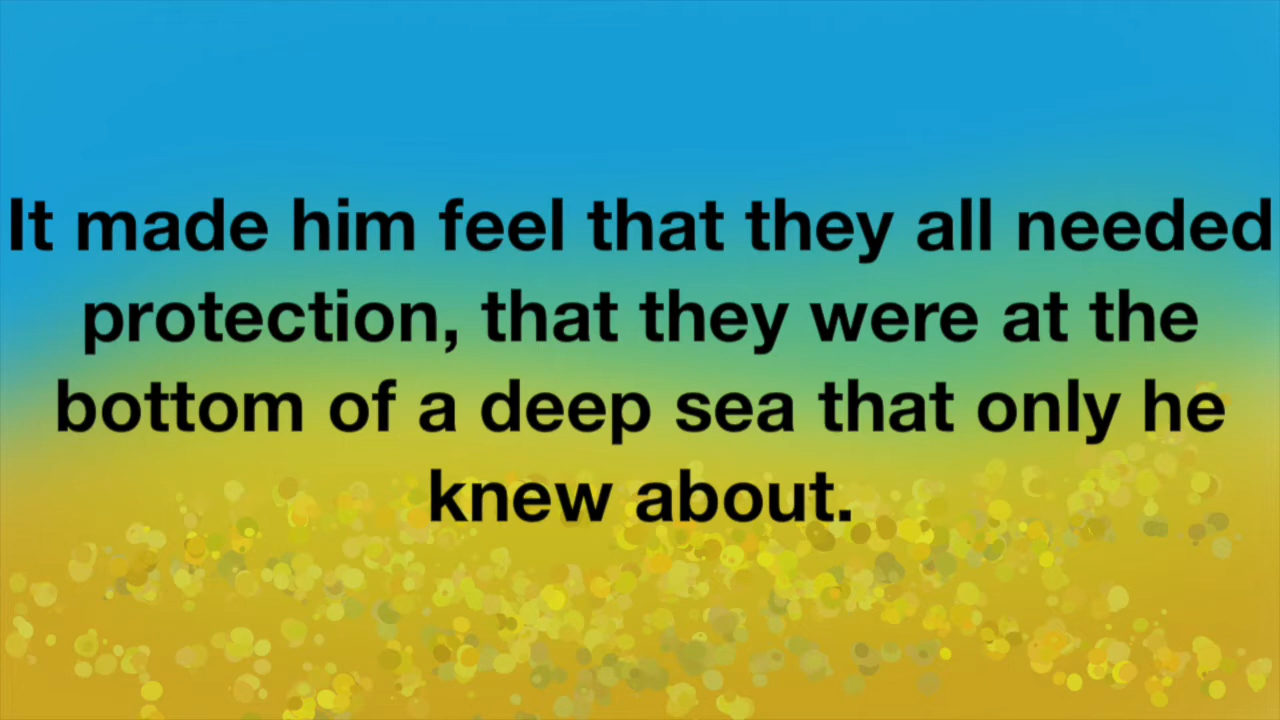 It made him feel that they all needed
protection, that they were at the
bottom of a deep sea that only he
knew about.